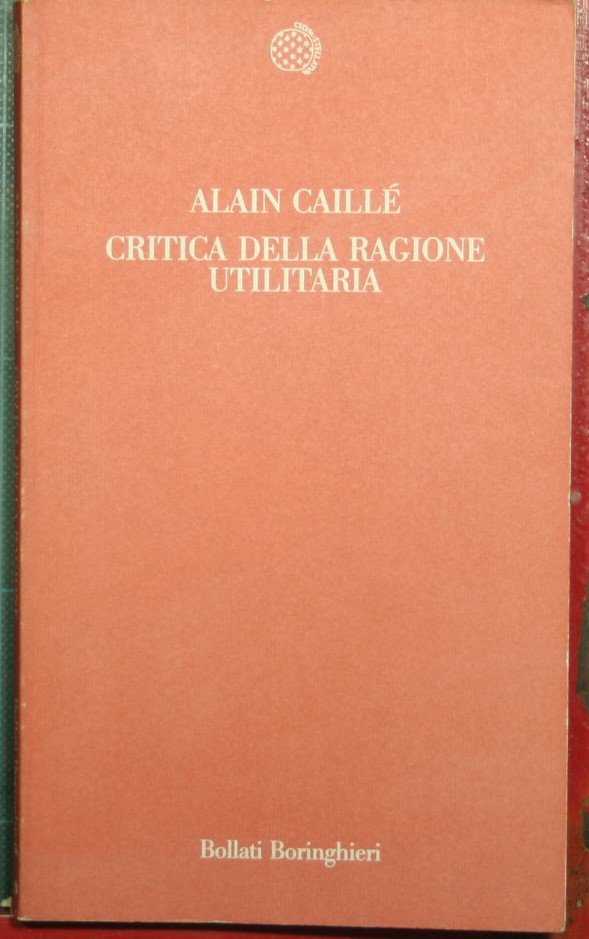 ALAIN CAILLÉ
CRITICA DELLA RAGIONE
UTILITARIA
Bollati Boringhieri